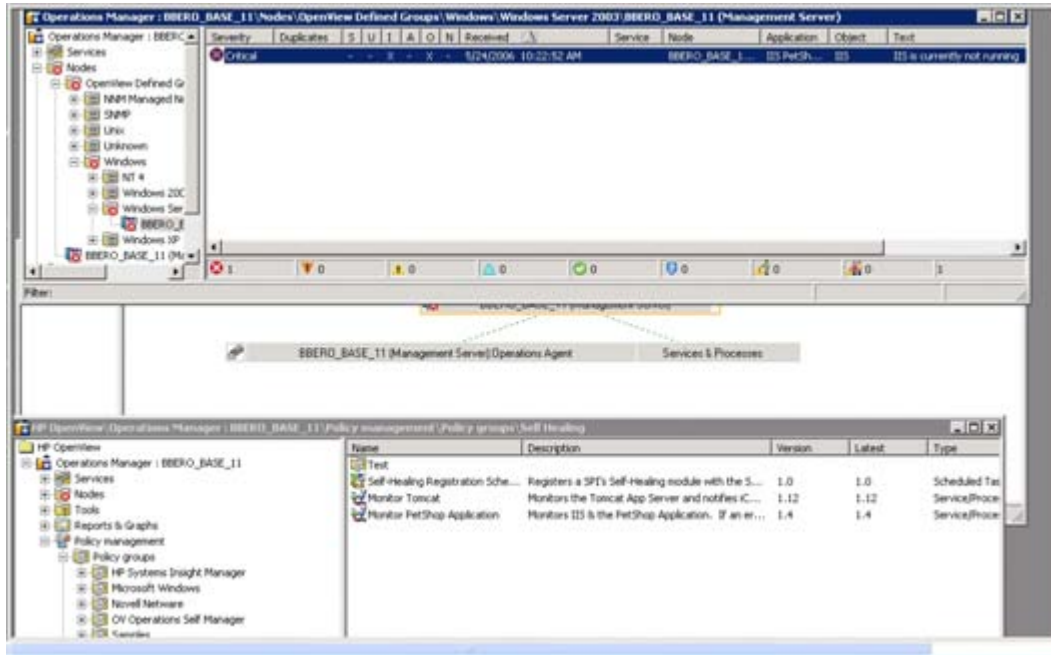 Operations Manager : BBERO_BASE_11\Nodes\OpenView Defined Groups\Windows\Windows Server 2003\BBERO_BASE_11 (Management Server)
Operations Manager : BBERO
Services
Nodes
OpenView Defined Gr
NNM Managed No
SNMP
Unix
Unknown
Windows
NT 4
Windows 200
Windows Ser
BBERO_B
Windows XP
BBERO_BASE_11 (Ma
Severity Duplicates S U I A O N Received Service Node Application Object Text
Critical - - X - X - 5/24/2006 10:22:52 AM BBERO_BASE_1... IIS PetSh... IIS IIS is currently not running
1 0 0 0 0 0 0 0 1
Filter:
BBERO_BASE_11 (Management Server)
BBERO_BASE_11 (Management Server):Operations Agent Services & Processes
HP OpenView\Operations Manager : BBERO_BASE_11\Policy management\Policy groups\Self Healing
HP OpenView
Operations Manager : BBERO_BASE_11
Services
Nodes
Tools
Reports & Graphs
Policy management
Policy groups
HP Systems Insight Manager
Microsoft Windows
Novell Netware
OV Operations Self Manager
Samples
Name Description Version Latest Type
Test
Self-Healing Registration Sche... Registers a SPI's Self-Healing module with the S... 1.0 1.0 Scheduled Tas
Monitor Tomcat Monitors the Tomcat App Server and notifies iC... 1.12 1.12 Service/Proce
Monitor PetShop Application Monitors IIS & the PetShop Application. If an er... 1.4 1.4 Service/Proce